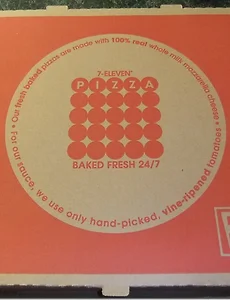 • Our fresh baked pizzas are made with 100% real whole milk mozzarella cheese •
7-ELEVEN®
PIZZA
BAKED FRESH 24/7
For our sauce, we use only hand-picked, vine-ripened tomatoes